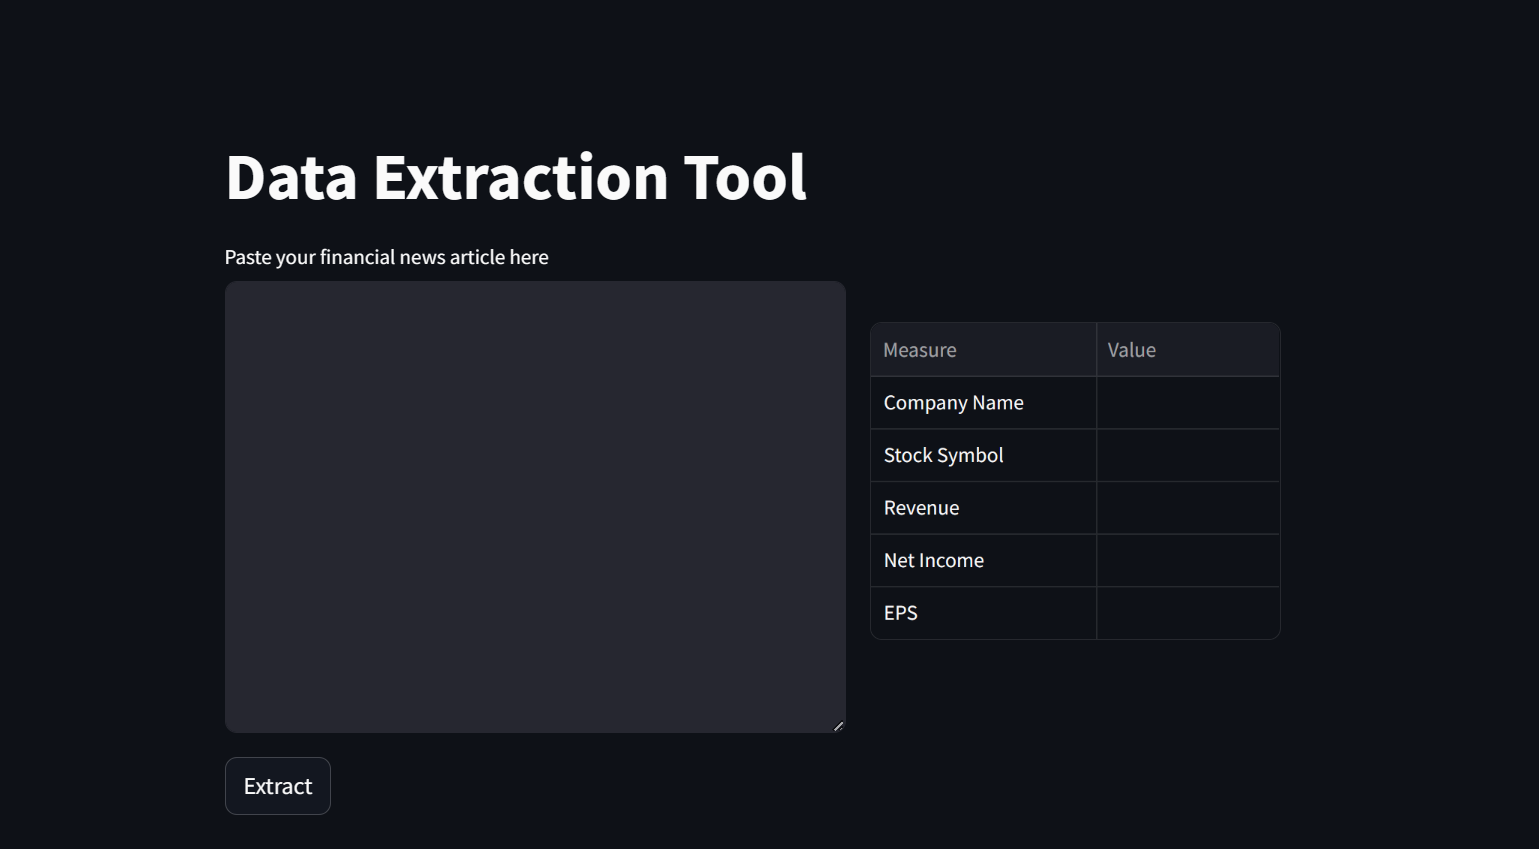 Data Extraction Tool
Paste your financial news article here
Measure Value
Company Name
Stock Symbol
Revenue
Net Income
EPS
Extract